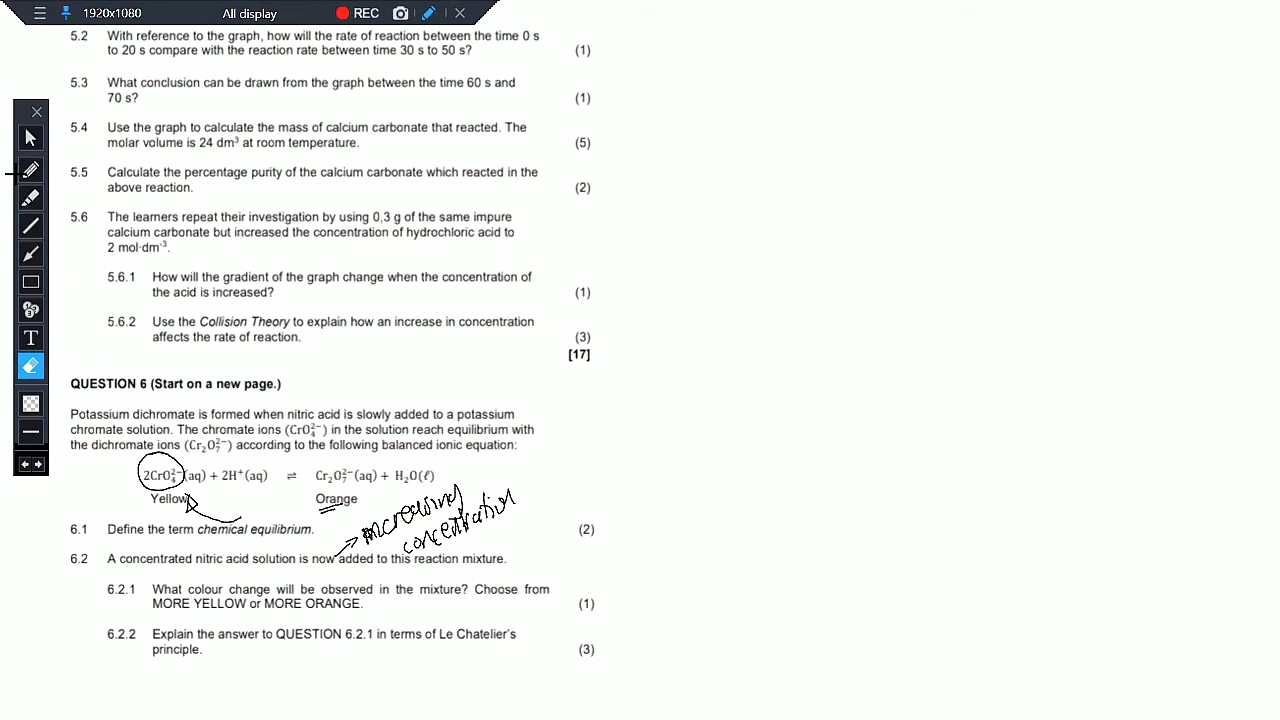 1920x1080 All display REC
5.2 With reference to the graph, how will the rate of reaction between the time 0 s
to 20 s compare with the reaction rate between time 30 s to 50 s? (1)
5.3 What conclusion can be drawn from the graph between the time 60 s and
70 s? (1)
5.4 Use the graph to calculate the mass of calcium carbonate that reacted. The
molar volume is 24 dm³ at room temperature. (5)
5.5 Calculate the percentage purity of the calcium carbonate which reacted in the
above reaction. (2)
5.6 The learners repeat their investigation by using 0,3 g of the same impure
calcium carbonate but increased the concentration of hydrochloric acid to
2 mol·dm⁻³.
5.6.1 How will the gradient of the graph change when the concentration of
the acid is increased? (1)
5.6.2 Use the Collision Theory to explain how an increase in concentration
affects the rate of reaction. (3)
[17]
QUESTION 6 (Start on a new page.)
Potassium dichromate is formed when nitric acid is slowly added to a potassium
chromate solution. The chromate ions (CrO₄²⁻) in the solution reach equilibrium with
the dichromate ions (Cr₂O₇²⁻) according to the following balanced ionic equation:
2CrO₄²⁻(aq) + 2H⁺(aq) ⇌ Cr₂O₇²⁻(aq) + H₂O(ℓ)
Yellow Orange
increasing
concentration
6.1 Define the term chemical equilibrium. (2)
6.2 A concentrated nitric acid solution is now added to this reaction mixture.
6.2.1 What colour change will be observed in the mixture? Choose from
MORE YELLOW or MORE ORANGE. (1)
6.2.2 Explain the answer to QUESTION 6.2.1 in terms of Le Chatelier's
principle. (3)
T